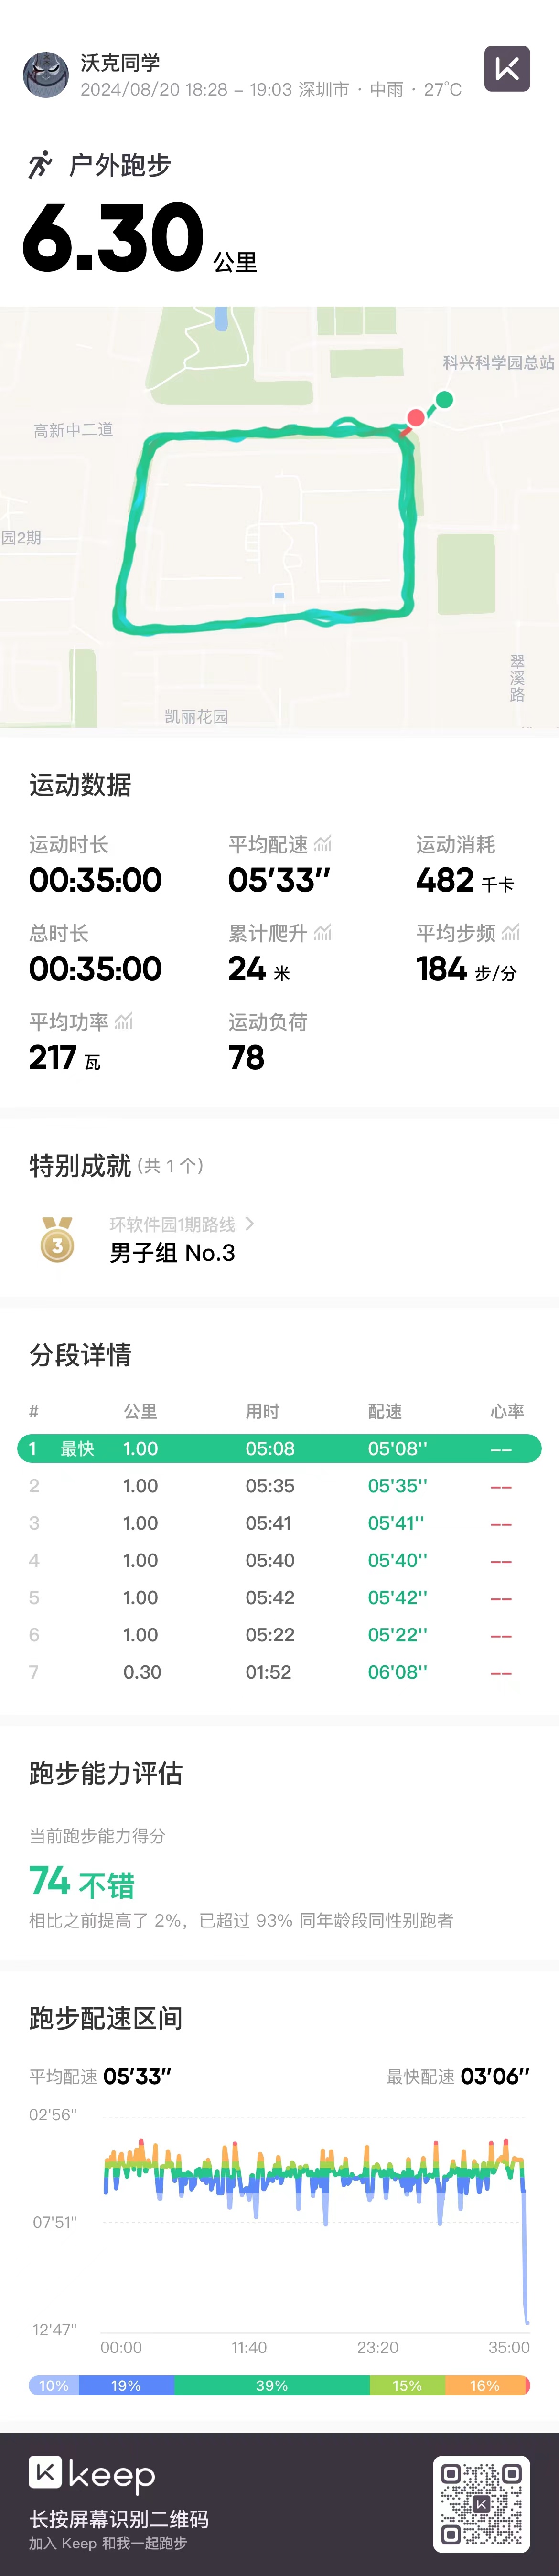 沃克同学
2024/08/20 18:28 – 19:03 深圳市 · 中雨 · 27°C
户外跑步
6.30 公里
科兴科学园总站
高新中二道
园2期
翠溪路
凯丽花园
运动数据
运动时长 平均配速 运动消耗
00:35:00 05'33'' 482 千卡
总时长 累计爬升 平均步频
00:35:00 24 米 184 步/分
平均功率 运动负荷
217 瓦 78
特别成就 (共 1 个)
3
环软件园1期路线
男子组 No.3
分段详情
# 公里 用时 配速 心率
1 最快 1.00 05:08 05'08'' --
2 1.00 05:35 05'35'' --
3 1.00 05:41 05'41'' --
4 1.00 05:40 05'40'' --
5 1.00 05:42 05'42'' --
6 1.00 05:22 05'22'' --
7 0.30 01:52 06'08'' --
跑步能力评估
当前跑步能力得分
74 不错
相比之前提高了 2%，已超过 93% 同年龄段同性别跑者
跑步配速区间
平均配速 05'33'' 最快配速 03'06''
02'56"
07'51"
12'47"
00:00 11:40 23:20 35:00
10% 19% 39% 15% 16%
keep
长按屏幕识别二维码
加入 Keep 和我一起跑步